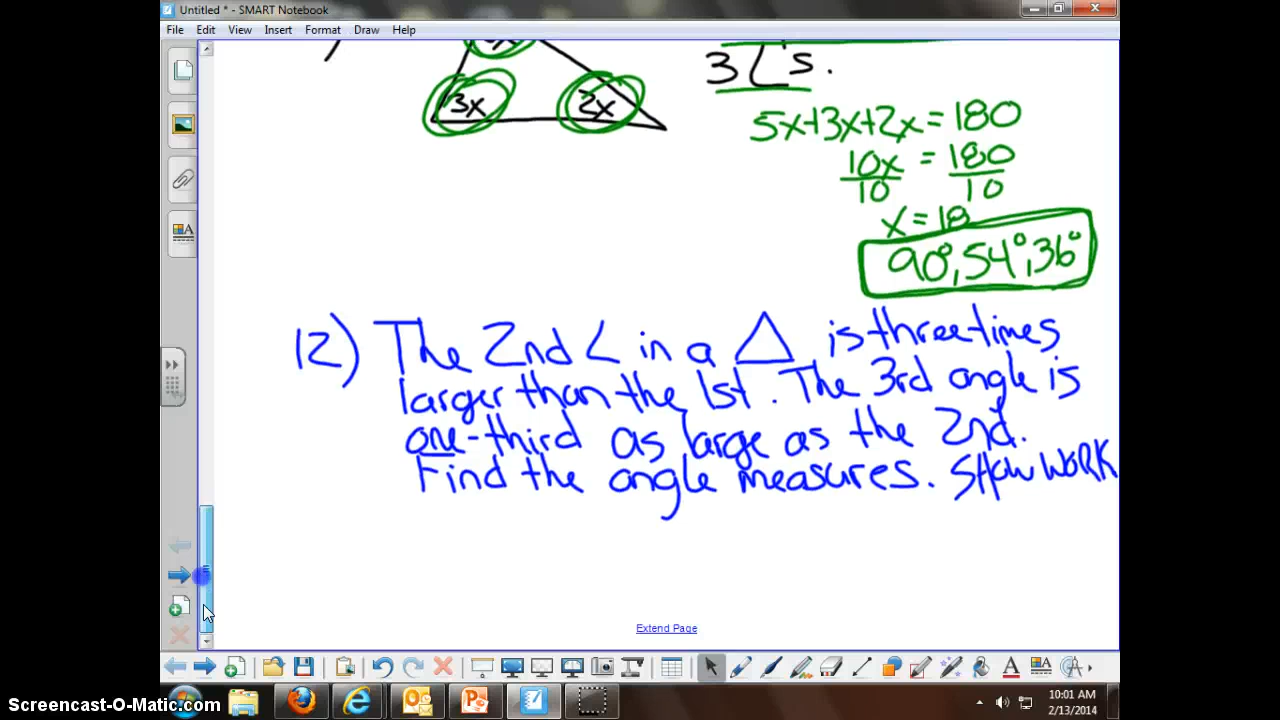 Untitled * - SMART Notebook
File Edit View Insert Format Draw Help
3x 2x
3 ∠'s.
5x+3x+2x=180
10x = 180
10 10
x = 18
90°, 54°, 36°
12) The 2nd ∠ in a △ is three times
larger than the 1st. The 3rd angle is
one-third as large as the 2nd.
Find the angle measures. SHOW WORK
Extend Page
10:01 AM
2/13/2014
Screencast-O-Matic.com